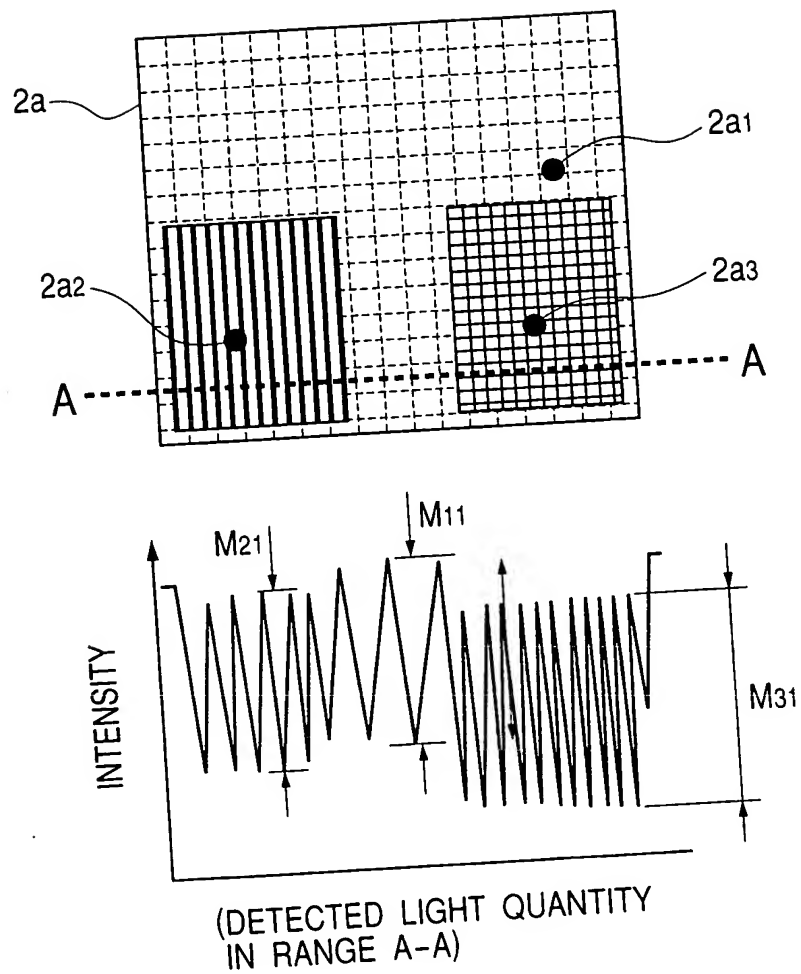 2a
2a1
2a2
2a3
A
A
M21
M11
M31
INTENSITY
(DETECTED LIGHT QUANTITY
IN RANGE A-A)